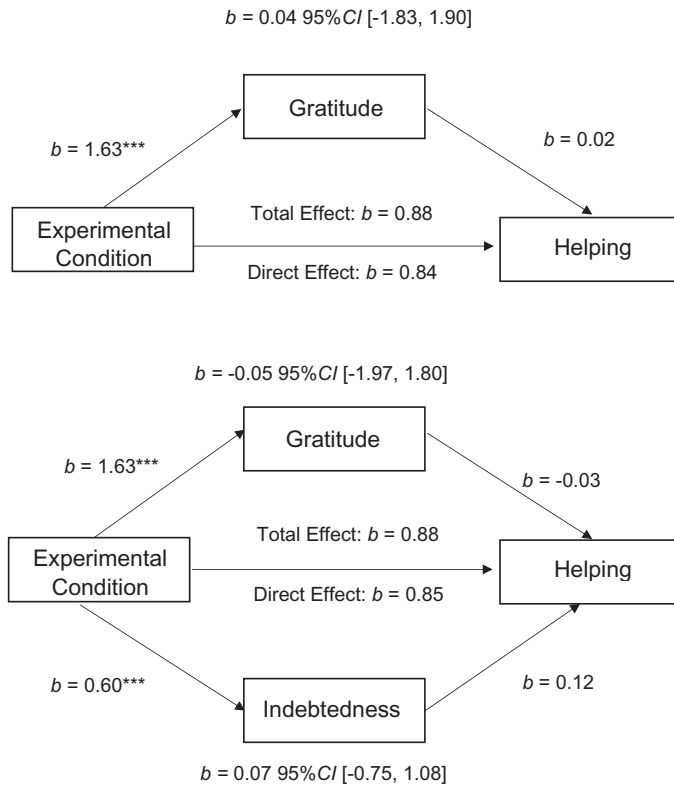 b = 0.04 95%CI [-1.83, 1.90]
Gratitude
b = 1.63***
b = 0.02
Total Effect: b = 0.88
Experimental
Condition
Helping
Direct Effect: b = 0.84
b = -0.05 95%CI [-1.97, 1.80]
Gratitude
b = 1.63***
b = -0.03
Total Effect: b = 0.88
Experimental
Condition
Helping
Direct Effect: b = 0.85
b = 0.60***
b = 0.12
Indebtedness
b = 0.07 95%CI [-0.75, 1.08]